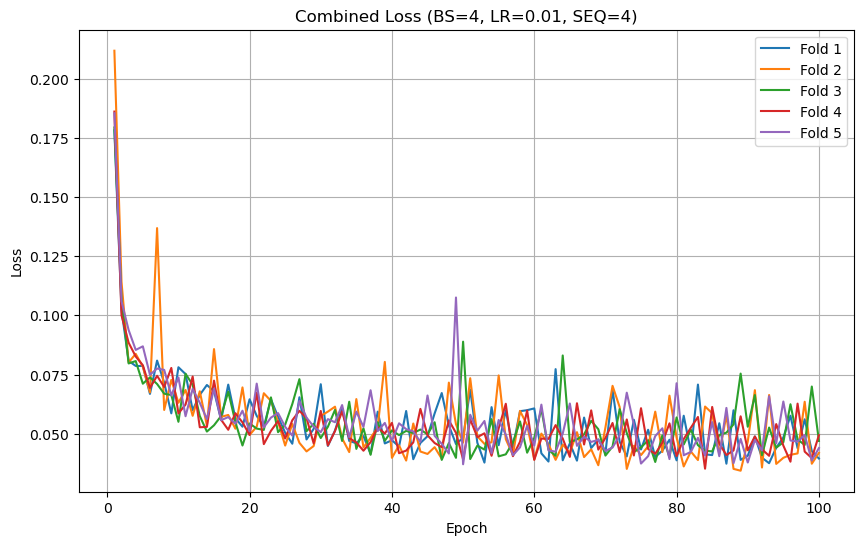 Combined Loss (BS=4, LR=0.01, SEQ=4)
Fold 1
Fold 2
Fold 3
Fold 4
Fold 5
Loss
0.200
0.175
0.150
0.125
0.100
0.075
0.050
0 20 40 60 80 100
Epoch